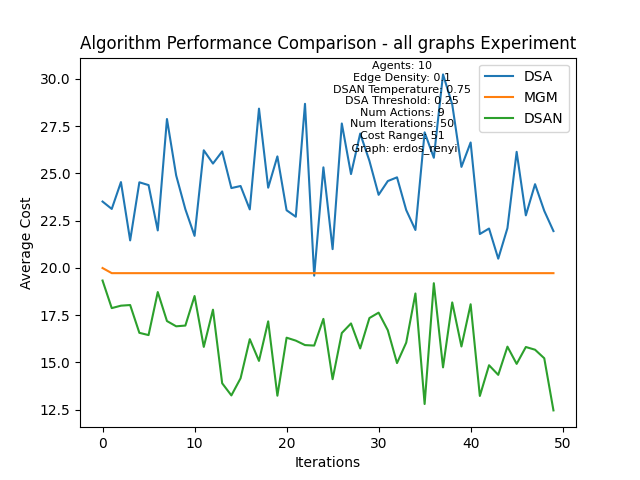 Algorithm Performance Comparison - all graphs Experiment
Agents: 10
Edge Density: 0.1
DSAN Temperature: 0.75
DSA Threshold: 0.25
Num Actions: 9
Num Iterations: 50
Cost Range: 51
Graph: erdos_renyi
DSA
MGM
DSAN
Average Cost
30.0
27.5
25.0
22.5
20.0
17.5
15.0
12.5
0 10 20 30 40 50
Iterations